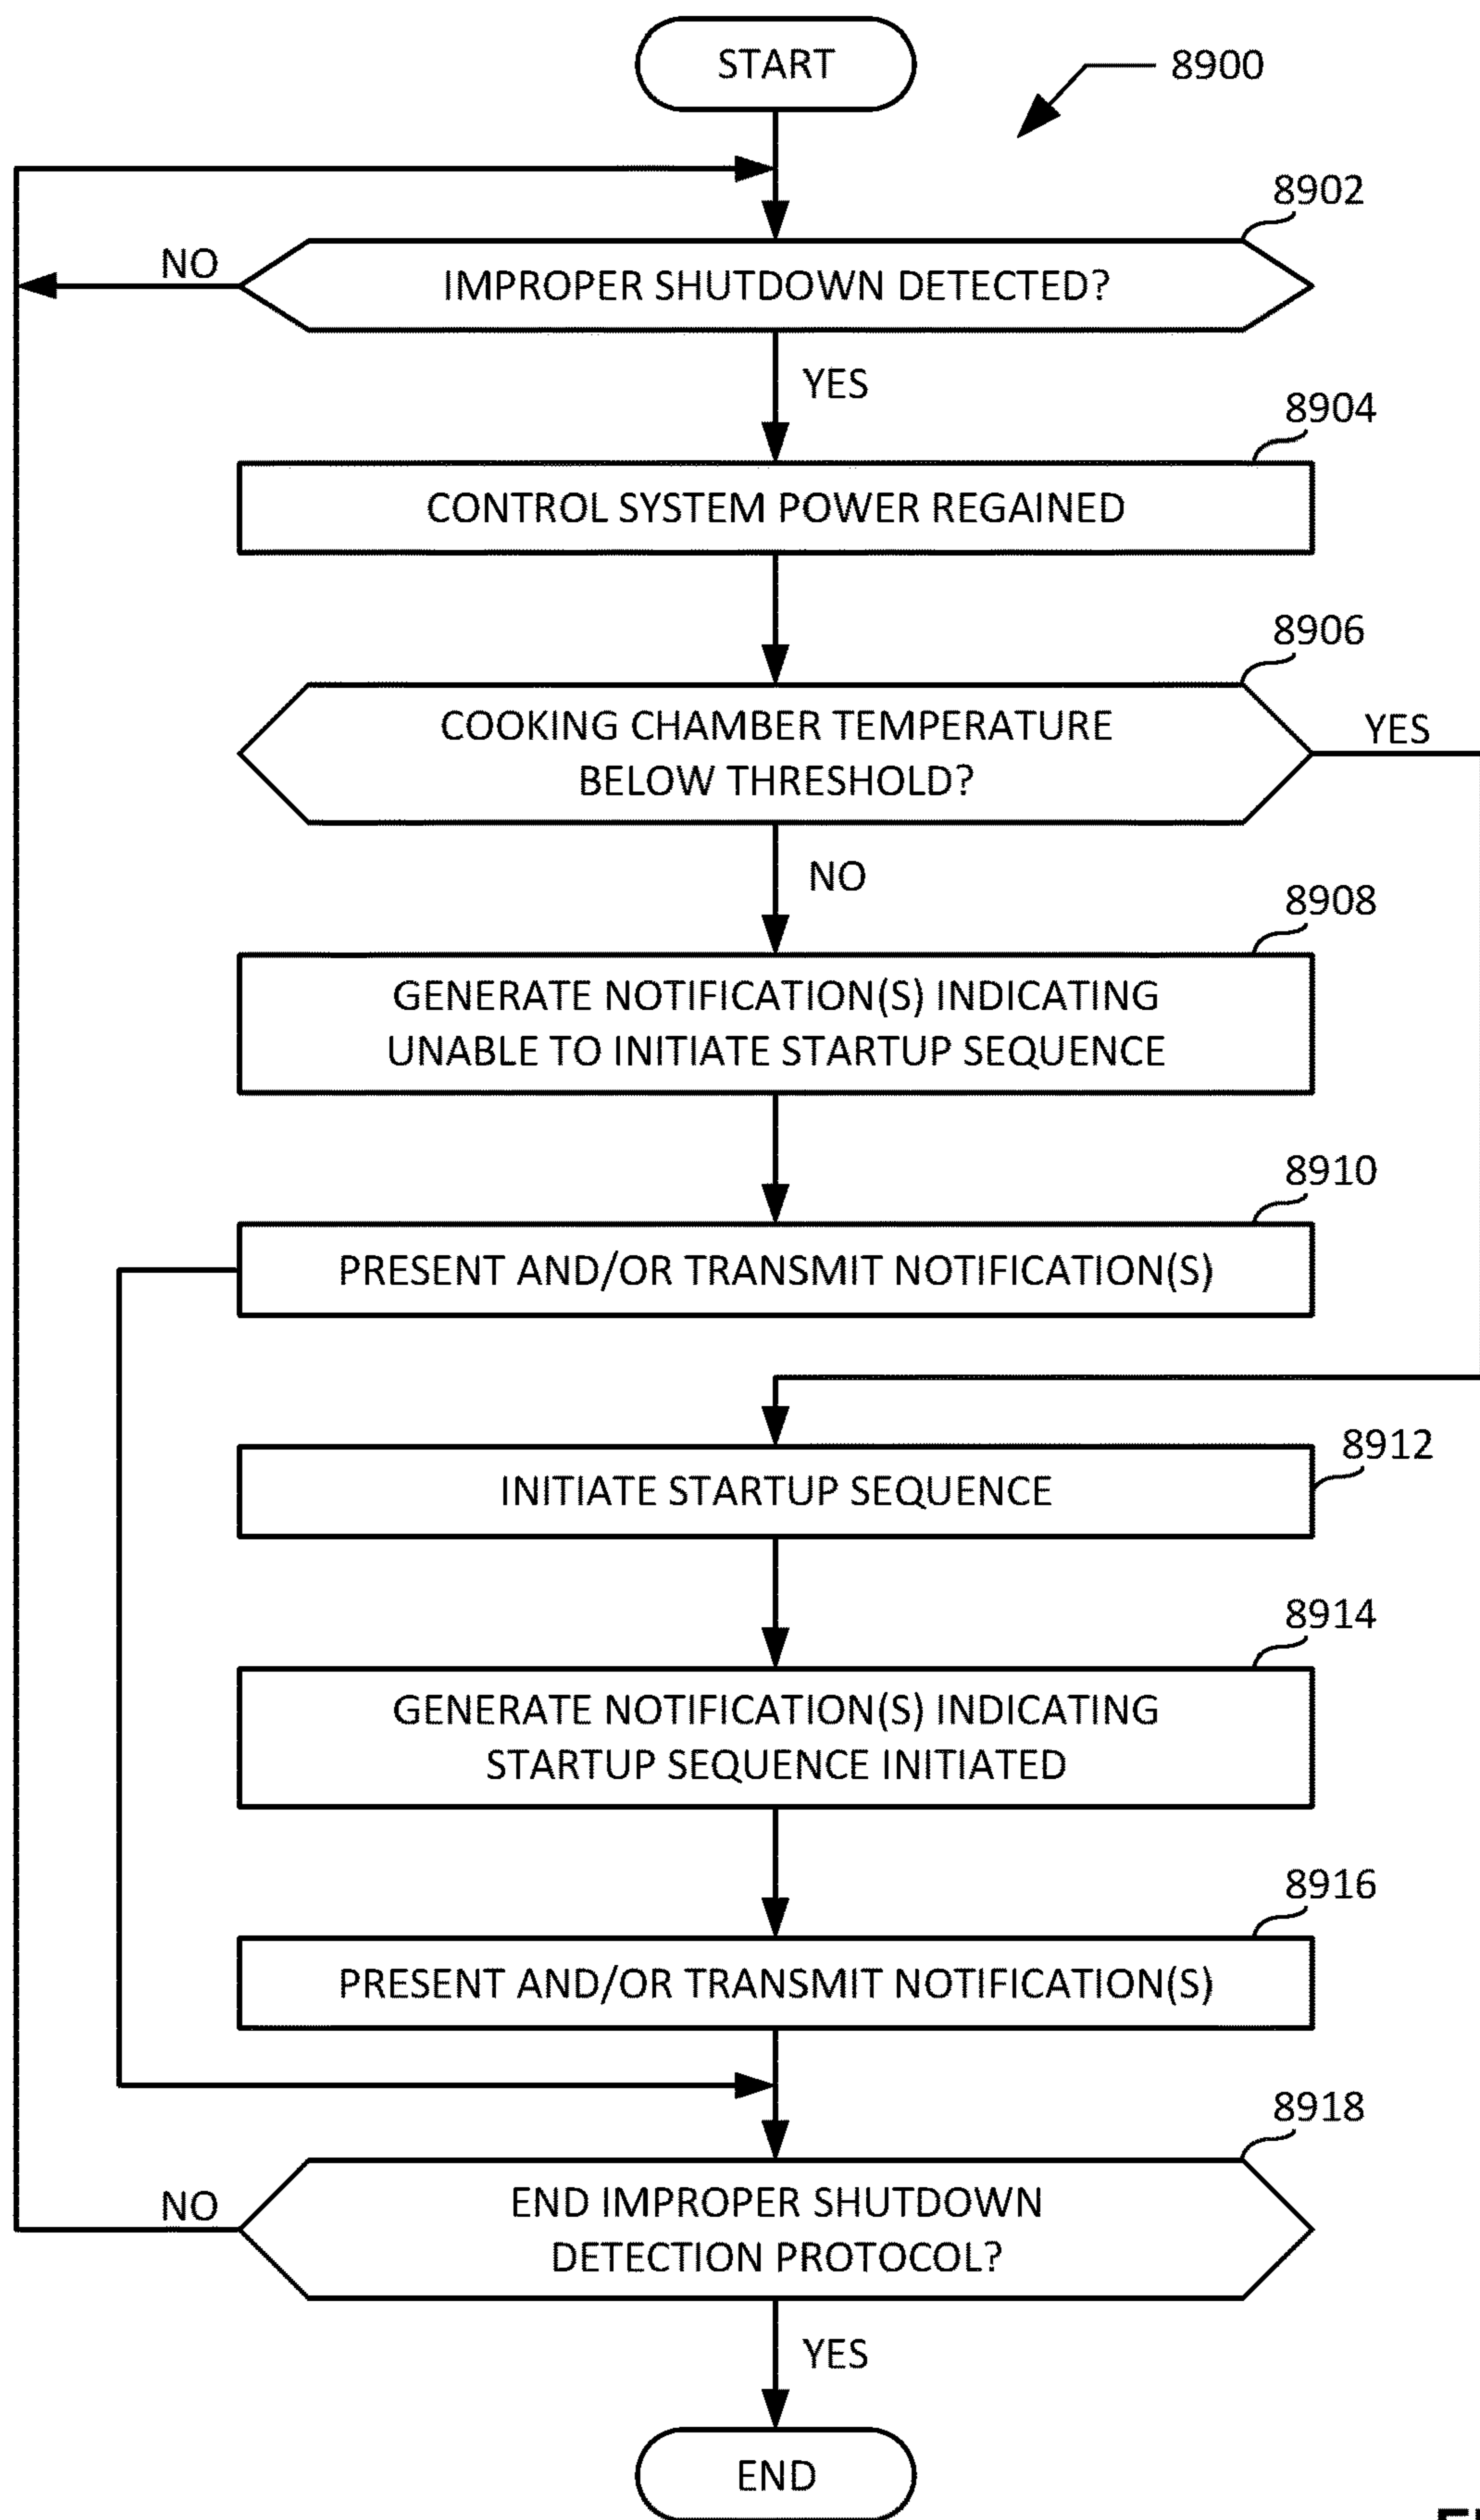 START
8900
8902
NO
IMPROPER SHUTDOWN DETECTED?
YES
8904
CONTROL SYSTEM POWER REGAINED
8906
COOKING CHAMBER TEMPERATURE
BELOW THRESHOLD?
YES
NO
8908
GENERATE NOTIFICATION(S) INDICATING
UNABLE TO INITIATE STARTUP SEQUENCE
8910
PRESENT AND/OR TRANSMIT NOTIFICATION(S)
8912
INITIATE STARTUP SEQUENCE
8914
GENERATE NOTIFICATION(S) INDICATING
STARTUP SEQUENCE INITIATED
8916
PRESENT AND/OR TRANSMIT NOTIFICATION(S)
8918
NO
END IMPROPER SHUTDOWN
DETECTION PROTOCOL?
YES
END